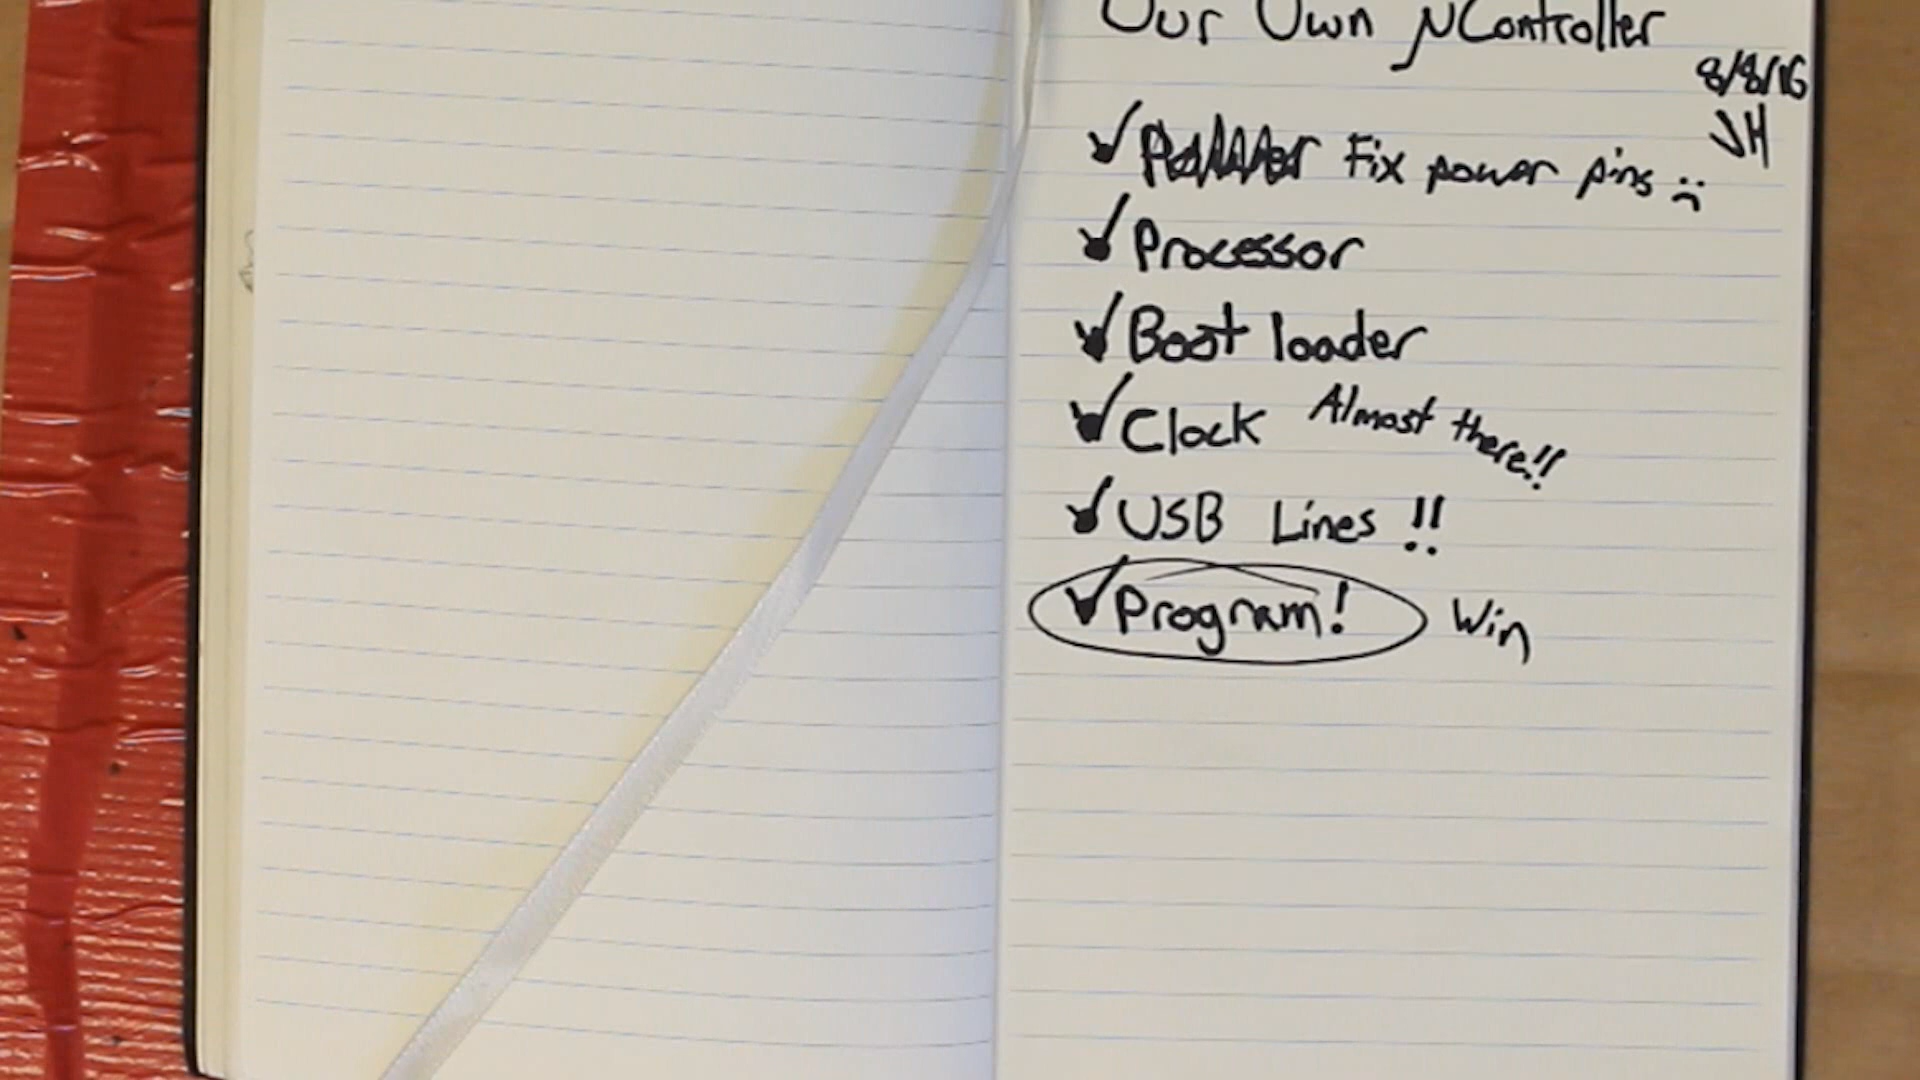 Our Own μController
8/8/16
JH
Fix power pins :(
Processor
Boot loader
Clock Almost there!!
USB Lines !!
Program! Win